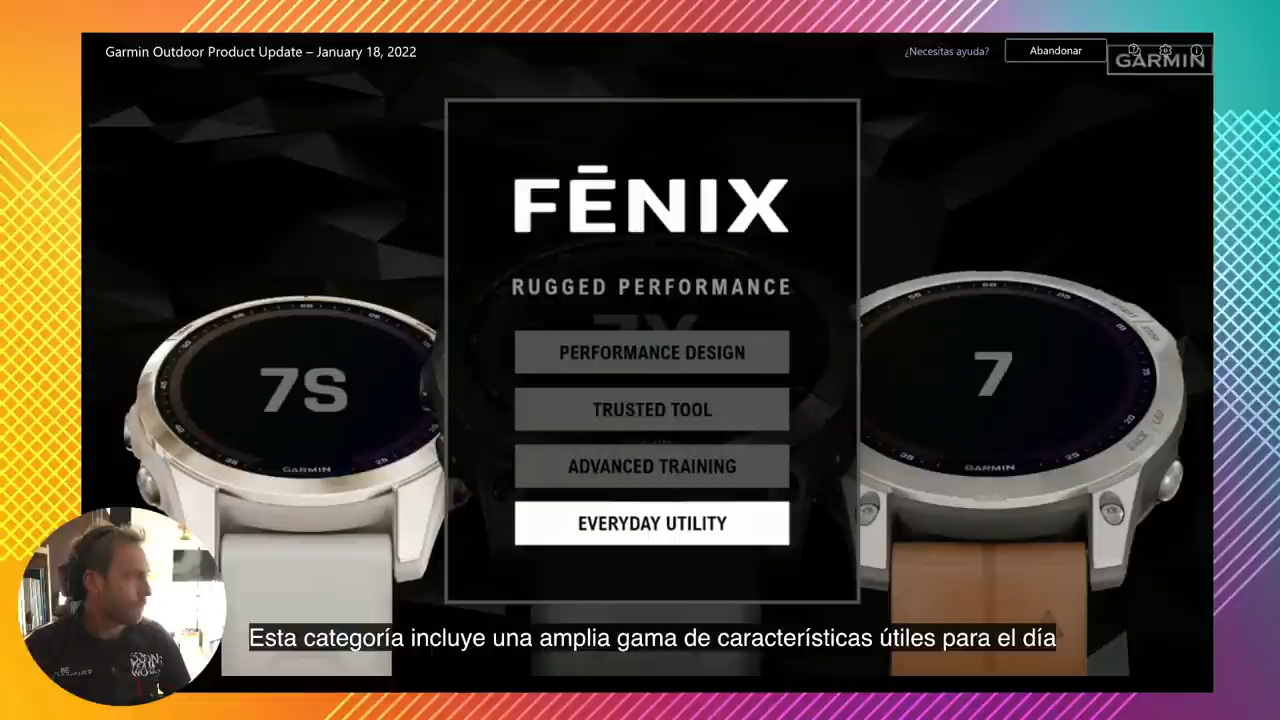 Garmin Outdoor Product Update – January 18, 2022
¿Necesitas ayuda?
Abandonar
GARMIN
FĒNIX
RUGGED PERFORMANCE
PERFORMANCE DESIGN
TRUSTED TOOL
ADVANCED TRAINING
EVERYDAY UTILITY
7S
GARMIN
7
GARMIN
Esta categoría incluye una amplia gama de características útiles para el día